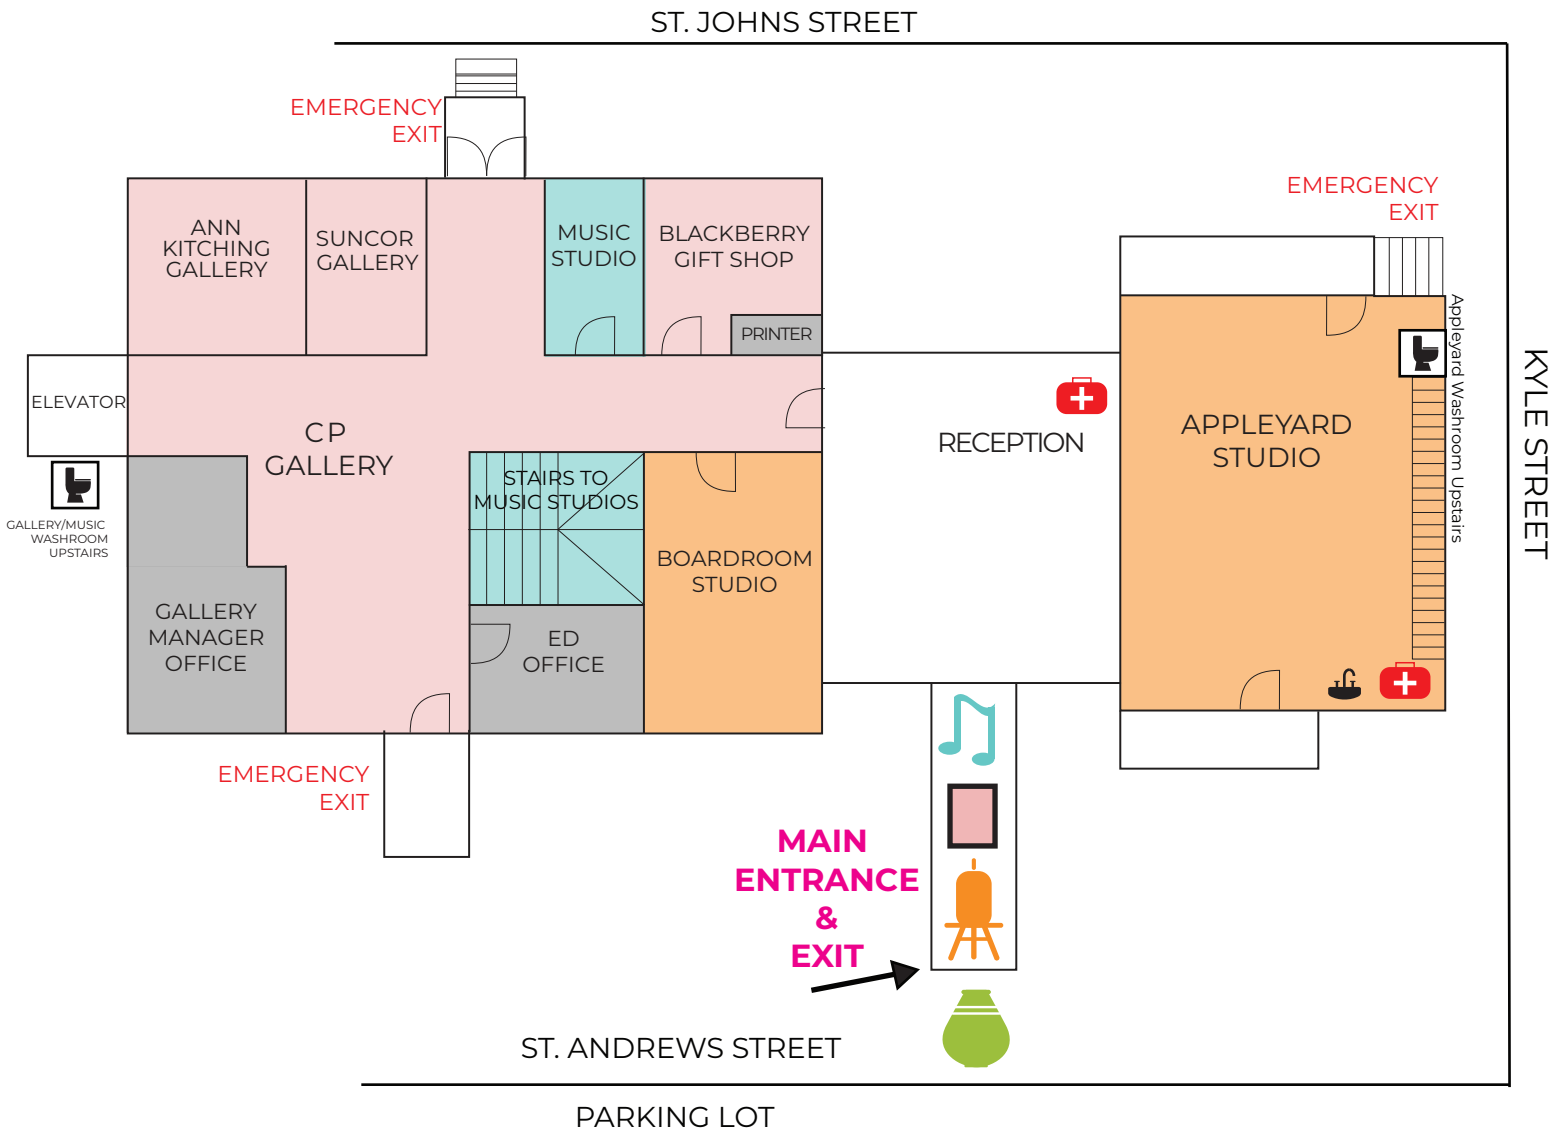 ST. JOHNS STREET
EMERGENCY
EXIT
EMERGENCY
EXIT
ANN
KITCHING
GALLERY
SUNCOR
GALLERY
MUSIC
STUDIO
BLACKBERRY
GIFT SHOP
PRINTER
ELEVATOR
CP
GALLERY
RECEPTION
APPLEYARD
STUDIO
Appleyard Washroom Upstairs
KYLE STREET
STAIRS TO
MUSIC STUDIOS
GALLERY/MUSIC
WASHROOM
UPSTAIRS
BOARDROOM
STUDIO
GALLERY
MANAGER
OFFICE
ED
OFFICE
EMERGENCY
EXIT
MAIN
ENTRANCE
&
EXIT
ST. ANDREWS STREET
PARKING LOT